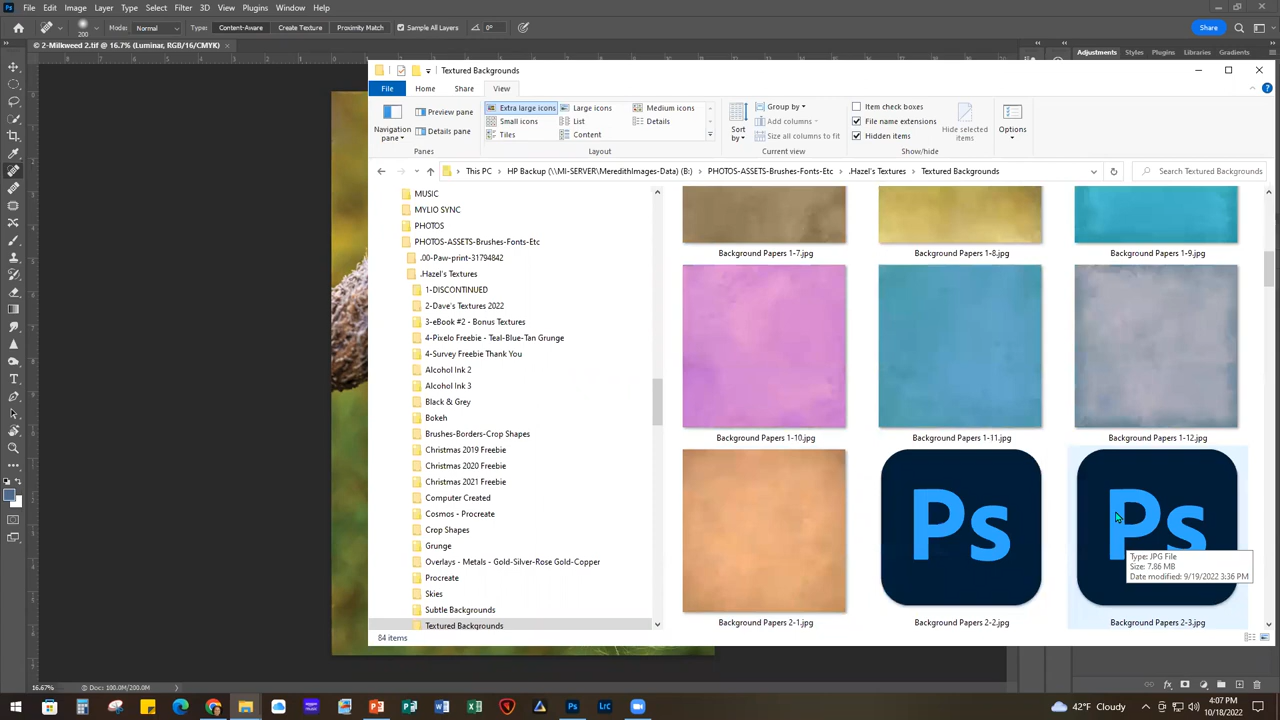 File Edit Image Layer Type Select Filter 3D View Plugins Window Help
200 Mode: Normal Types Content-Aware Create Texture Proximity Match Sample All Layers 0° Share
© 2-Milkweed 2.tif @ 16.7% (Luminar, RGB/16/CMYK) ×
Adjustments Styles Plugins Libraries Gradients
Textured Backgrounds
File Home Share View
Extra large icons Large icons Medium icons
Small icons List Details
Tiles Content
Navigation pane
Preview pane
Details pane
Sort by
Group by
Add columns
Size all columns to fit
Item check boxes
File name extensions
Hidden items
Hide selected items
Options
Panes Layout Current view Show/hide
This PC > HP Backup (\\MI-SERVER\MeredithImages-Data) (B:) > PHOTOS-ASSETS-Brushes-Fonts-Etc > .Hazel's Textures > Textured Backgrounds
Search Textured Backgrounds
MUSIC
MYLIO SYNC
PHOTOS
PHOTOS-ASSETS-Brushes-Fonts-Etc
.00-Paw-print-31794842
.Hazel's Textures
1-DISCONTINUED
2-Dave's Textures 2022
3-eBook #2 - Bonus Textures
4-Pixelo Freebie - Teal-Blue-Tan Grunge
4-Survey Freebie Thank You
Alcohol Ink 2
Alcohol Ink 3
Black & Grey
Bokeh
Brushes-Borders-Crop Shapes
Christmas 2019 Freebie
Christmas 2020 Freebie
Christmas 2021 Freebie
Computer Created
Cosmos - Procreate
Crop Shapes
Grunge
Overlays - Metals - Gold-Silver-Rose Gold-Copper
Procreate
Skies
Subtle Backgrounds
Textured Backgrounds
Background Papers 1-7.jpg Background Papers 1-8.jpg Background Papers 1-9.jpg
Background Papers 1-10.jpg Background Papers 1-11.jpg Background Papers 1-12.jpg
Ps Ps
Type: JPG File
Size: 7.86 MB
Date modified: 9/19/2022 3:36 PM
Background Papers 2-1.jpg Background Papers 2-2.jpg Background Papers 2-3.jpg
84 items
16.67% Doc: 100.0M/200.0M
42°F Cloudy
4:07 PM
10/18/2022